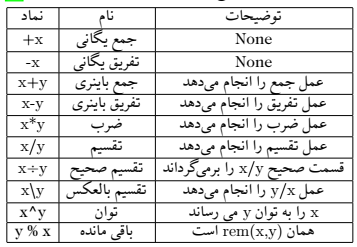 نماد نام توضیحات
+x جمع یگانی None
-x تفریق یگانی None
x+y جمع باینری عمل جمع را انجام می‌دهد
x-y تفریق باینری عمل تفریق را انجام می‌دهد
x*y ضرب عمل ضرب را انجام می‌دهد
x/y تقسیم عمل تقسیم را انجام می‌دهد
x÷y تقسیم صحیح قسمت صحیح x/y را برمی‌گرداند
x\y تقسیم بالعکس عمل y/x را انجام می‌دهد
x^y توان x را به توان y می رساند
y % x باقی مانده همان rem(x,y) است